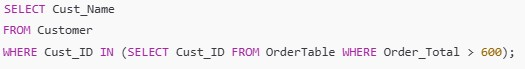 SELECT Cust_Name
FROM Customer
WHERE Cust_ID IN (SELECT Cust_ID FROM OrderTable WHERE Order_Total > 600);